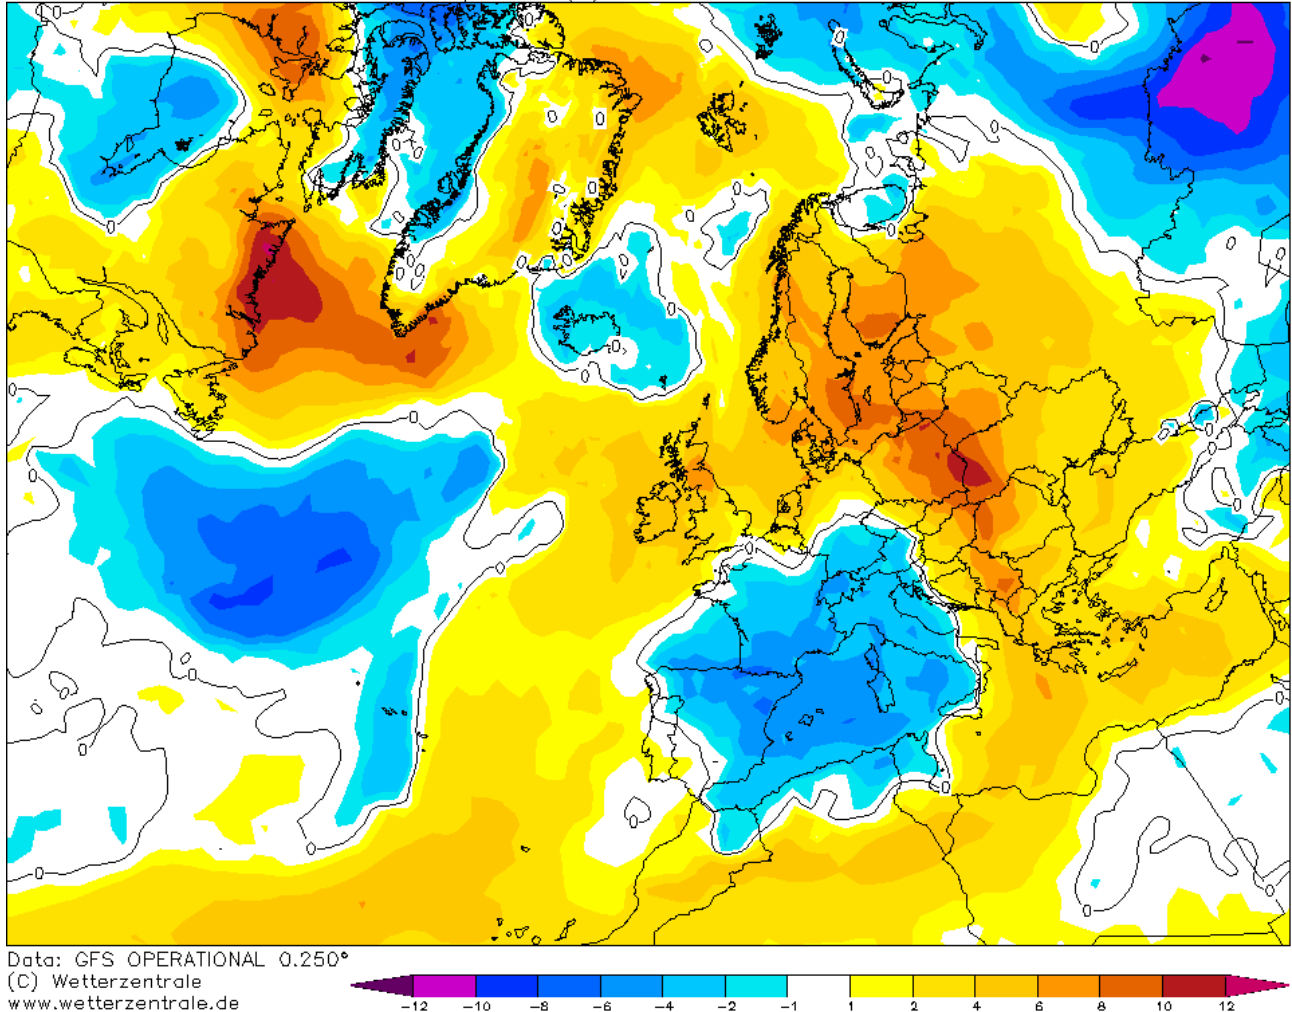 Data: GFS OPERATIONAL 0.250°
(C) Wetterzentrale
www.wetterzentrale.de
-12 -10 -8 -6 -4 -2 -1 1 2 4 6 8 10 12